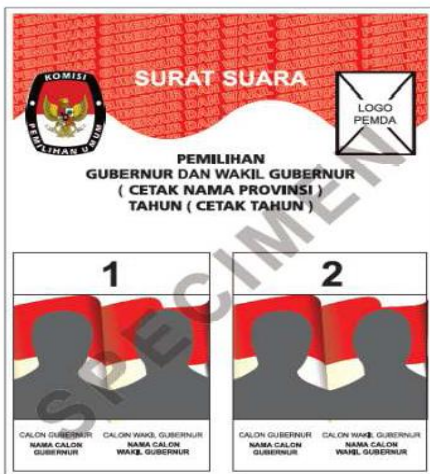 KOMISI
PEMILIHAN UMUM
SURAT SUARA
LOGO
PEMDA
PEMILIHAN
GUBERNUR DAN WAKIL GUBERNUR
( CETAK NAMA PROVINSI )
TAHUN ( CETAK TAHUN )
SPECIMEN
1
2
CALON GUBERNUR CALON WAKIL GUBERNUR
NAMA CALON NAMA CALON
GUBERNUR WAKIL GUBERNUR
CALON GUBERNUR CALON WAKIL GUBERNUR
NAMA CALON NAMA CALON
GUBERNUR WAKIL GUBERNUR